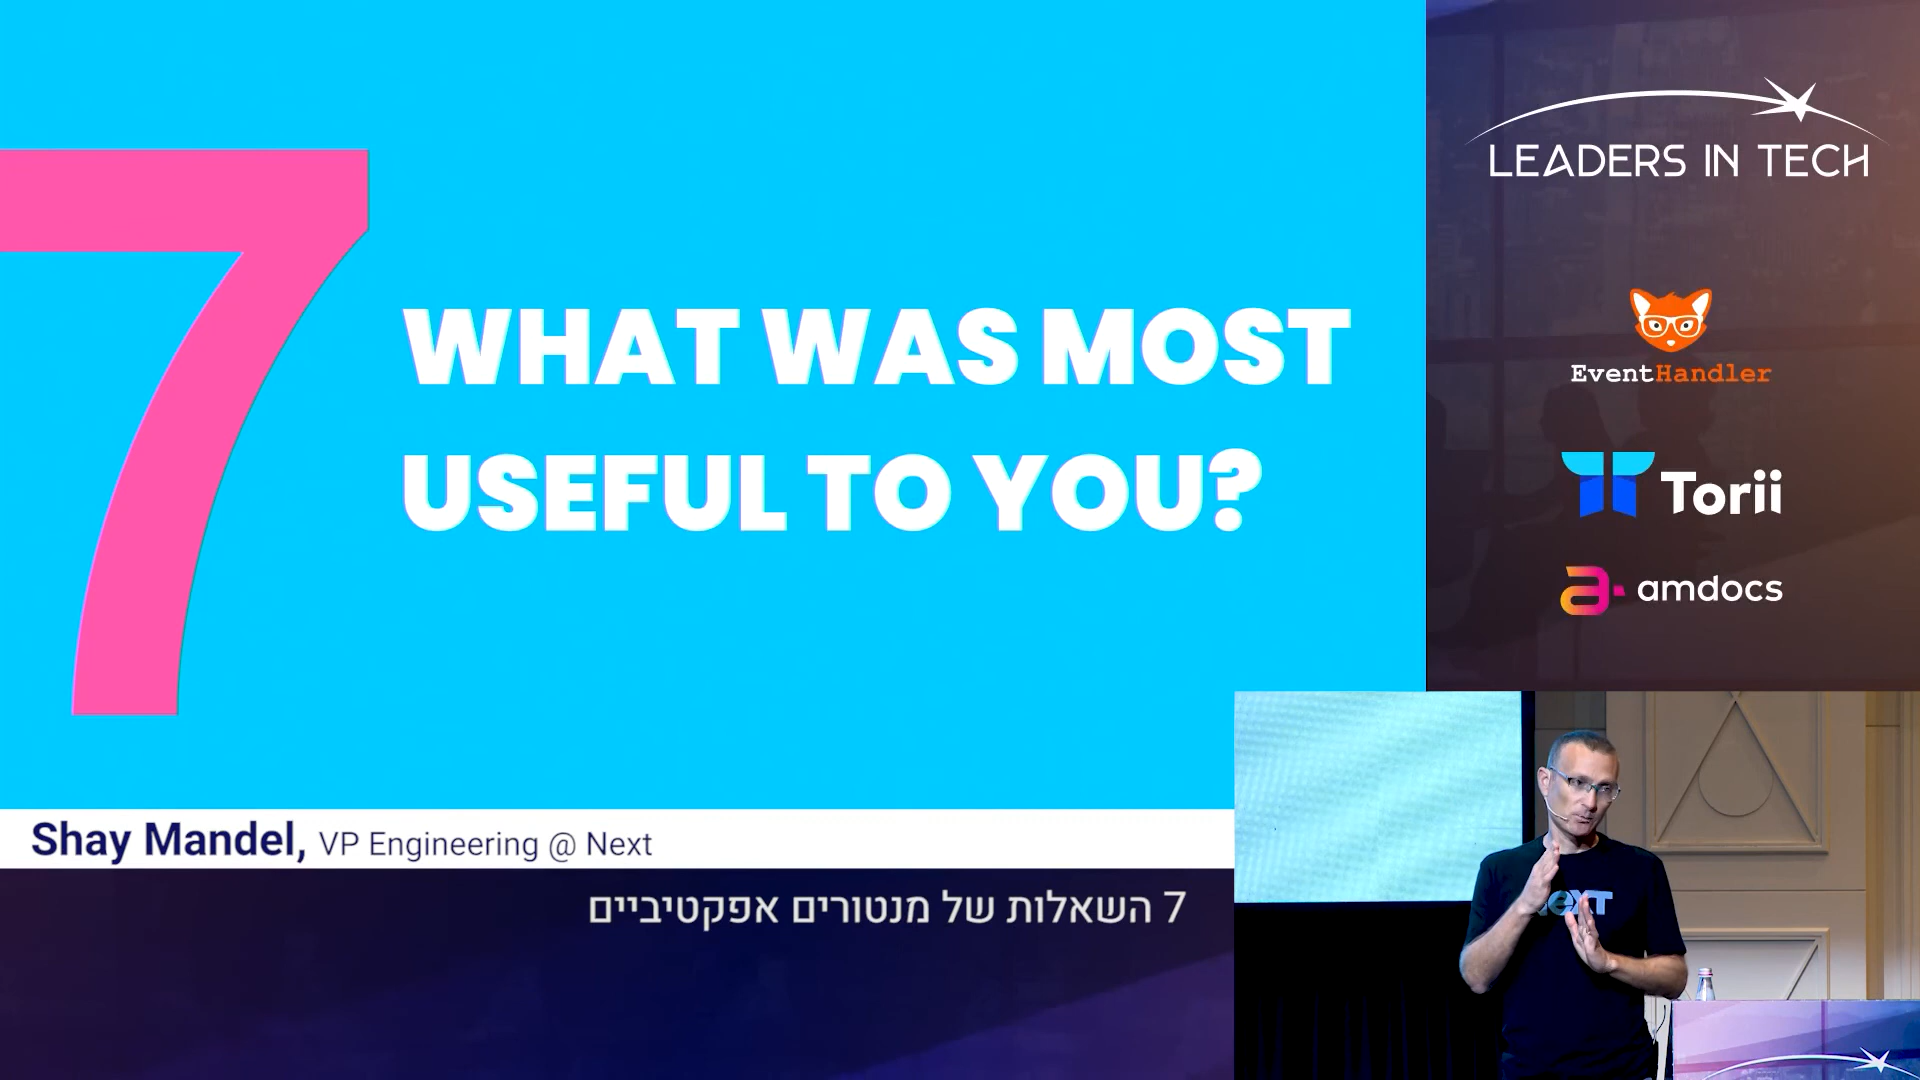 7
WHAT WAS MOST
USEFUL TO YOU?
LEADERS IN TECH
EventHandler
Torii
amdocs
Shay Mandel, VP Engineering @ Next
7 השאלות של מנטורים אפקטיביים
NEXT